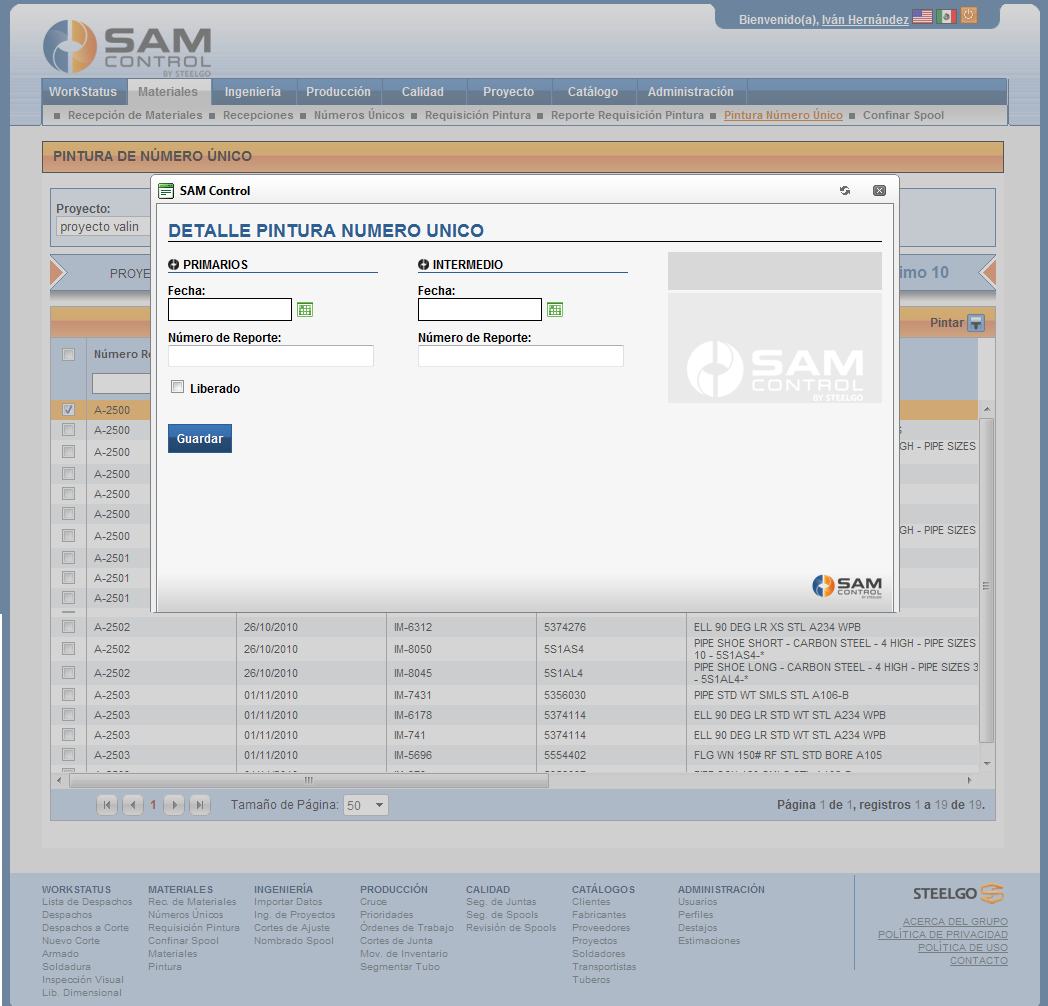 Bienvenido(a), Iván Hernández
SAM
CONTROL
BY STEELGO
WorkStatus Materiales Ingeniería Producción Calidad Proyecto Catálogo Administración
Recepción de Materiales Recepciones Números Únicos Requisición Pintura Reporte Requisición Pintura Pintura Número Único Confinar Spool
PINTURA DE NÚMERO ÚNICO
SAM Control
Proyecto:
proyecto valin
DETALLE PINTURA NUMERO UNICO
PRIMARIOS INTERMEDIO
PROYE imo 10
Fecha: Fecha:
Pintar
Número de Reporte: Número de Reporte:
Número R
SAM
CONTROL
BY STEELGO
Liberado
A-2500
A-2500
Guardar
A-2500 GH - PIPE SIZES
A-2500
A-2500
A-2500
A-2500 GH - PIPE SIZES
A-2501
A-2501
SAM
CONTROL
BY STEELGO
A-2501
A-2502 26/10/2010 IM-6312 5374276 ELL 90 DEG LR XS STL A234 WPB
A-2502 26/10/2010 IM-8050 5S1AS4 PIPE SHOE SHORT - CARBON STEEL - 4 HIGH - PIPE SIZES
10 - 5S1AS4-*
A-2502 26/10/2010 IM-8045 5S1AL4 PIPE SHOE LONG - CARBON STEEL - 4 HIGH - PIPE SIZES 3
- 5S1AL4-*
A-2503 01/11/2010 IM-7431 5356030 PIPE STD WT SMLS STL A106-B
A-2503 01/11/2010 IM-6178 5374114 ELL 90 DEG LR STD WT STL A234 WPB
A-2503 01/11/2010 IM-741 5374114 ELL 90 DEG LR STD WT STL A234 WPB
A-2503 01/11/2010 IM-5696 5554402 FLG WN 150# RF STL STD BORE A105
1 Tamaño de Página: 50 Página 1 de 1, registros 1 a 19 de 19.
WORKSTATUS MATERIALES INGENIERÍA PRODUCCIÓN CALIDAD CATÁLOGOS ADMINISTRACIÓN
STEELGO
Lista de Despachos Rec. de Materiales Importar Datos Cruce Seg. de Juntas Clientes Usuarios
Despachos Números Únicos Ing. de Proyectos Prioridades Seg. de Spools Fabricantes Perfiles
ACERCA DEL GRUPO
Despachos a Corte Requisición Pintura Cortes de Ajuste Órdenes de Trabajo Revisión de Spools Proveedores Destajos
POLÍTICA DE PRIVACIDAD
Nuevo Corte Confinar Spool Nombrado Spool Cortes de Junta Proyectos Estimaciones
POLÍTICA DE USO
Armado Materiales Mov. de Inventario Soldadores
CONTACTO
Soldadura Pintura Segmentar Tubo Transportistas
Inspección Visual Tuberos
Lib. Dimensional